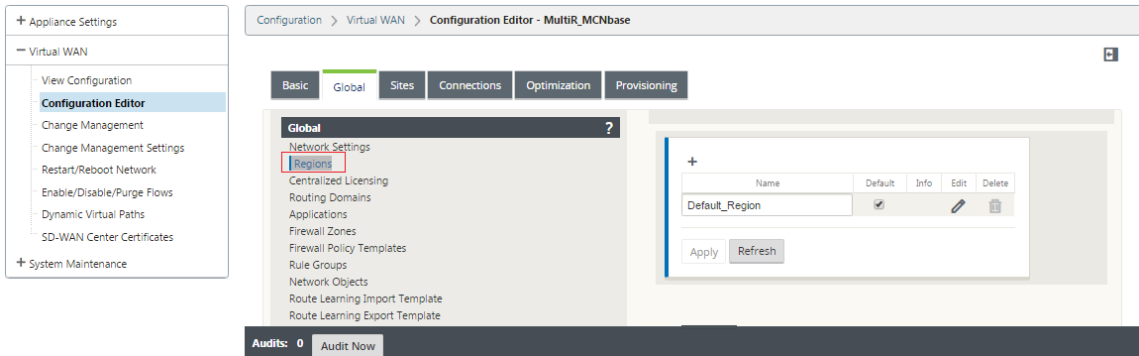 + Appliance Settings
− Virtual WAN
View Configuration
Configuration Editor
Change Management
Change Management Settings
Restart/Reboot Network
Enable/Disable/Purge Flows
Dynamic Virtual Paths
SD-WAN Center Certificates
+ System Maintenance
Configuration > Virtual WAN > Configuration Editor - MultiR_MCNbase
Basic Global Sites Connections Optimization Provisioning
Global ?
Network Settings
Regions
Centralized Licensing
Routing Domains
Applications
Firewall Zones
Firewall Policy Templates
Rule Groups
Network Objects
Route Learning Import Template
Route Learning Export Template
+
Name Default Info Edit Delete
Default_Region
Apply Refresh
Audits: 0 Audit Now